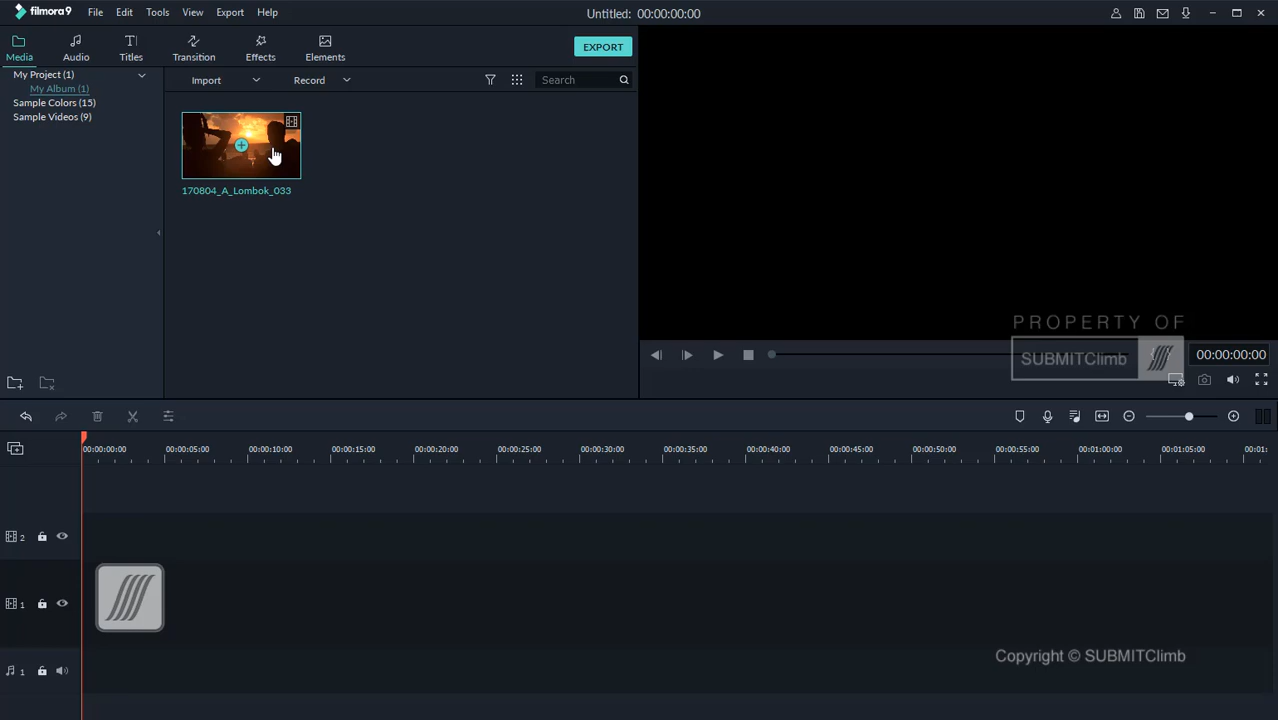 filmora9 File Edit Tools View Export Help Untitled: 00:00:00:00
Media Audio Titles Transition Effects Elements EXPORT
My Project (1) Import Record Search
My Album (1)
Sample Colors (15)
Sample Videos (9)
170804_A_Lombok_033
PROPERTY OF
SUBMITClimb 00:00:00:00
00:00:00:00 00:00:05:00 00:00:10:00 00:00:15:00 00:00:20:00 00:00:25:00 00:00:30:00 00:00:35:00 00:00:40:00 00:00:45:00 00:00:50:00 00:00:55:00 00:01:00:00 00:01:05:00 00:01:
2
1
1
Copyright © SUBMITClimb